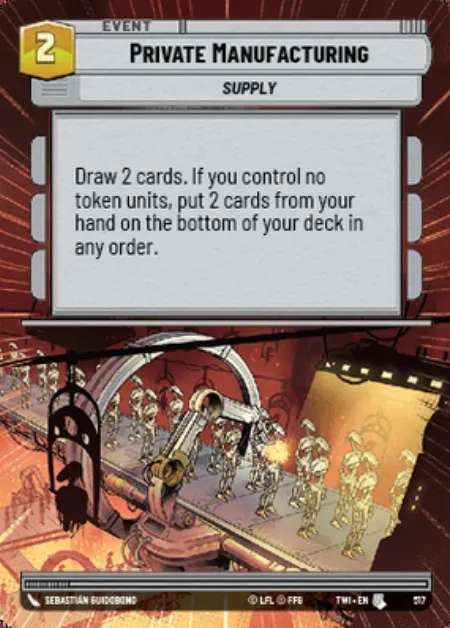 EVENT
2
PRIVATE MANUFACTURING
SUPPLY
Draw 2 cards. If you control no
token units, put 2 cards from your
hand on the bottom of your deck in
any order.
SEBASTIÁN GUIDOBONO
© LFL © FFG
TWI • EN
517